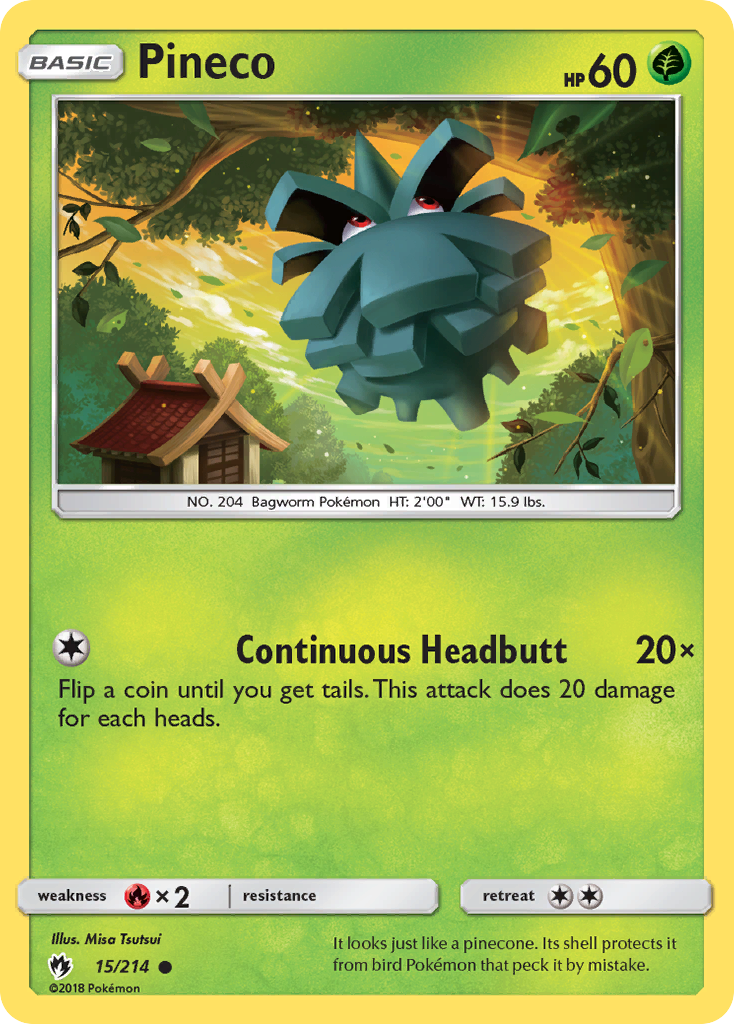 BASIC Pineco HP 60
NO. 204 Bagworm Pokémon HT: 2'00" WT: 15.9 lbs.
Continuous Headbutt 20×
Flip a coin until you get tails. This attack does 20 damage
for each heads.
weakness × 2 resistance retreat
Illus. Misa Tsutsui
15/214
©2018 Pokémon
It looks just like a pinecone. Its shell protects it
from bird Pokémon that peck it by mistake.